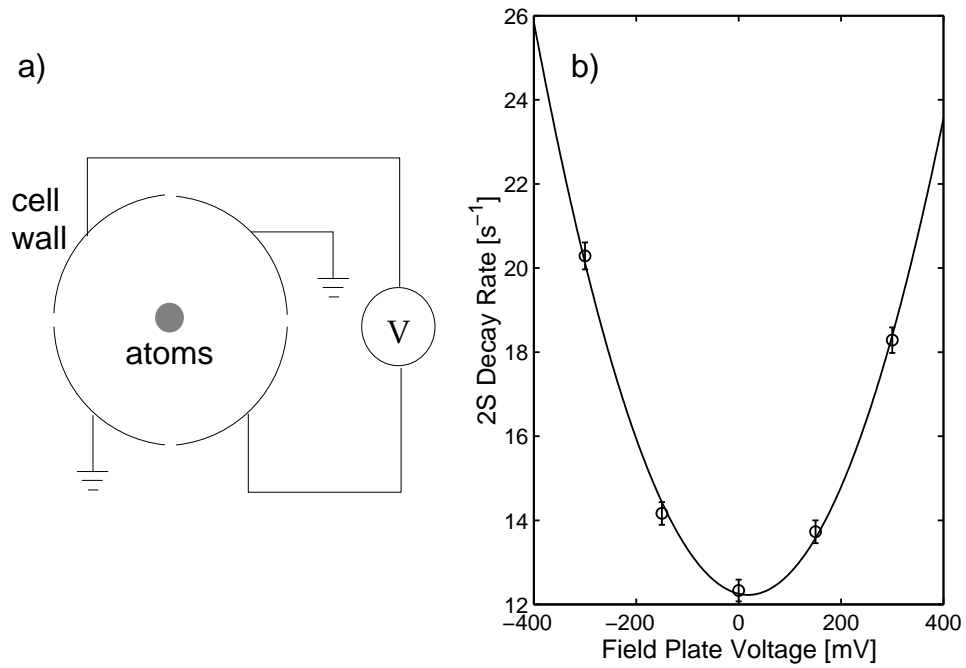 a)
cell
wall
atoms
V
b)
2S Decay Rate [s⁻¹]
26
24
22
20
18
16
14
12
−400
−200
0
200
400
Field Plate Voltage [mV]